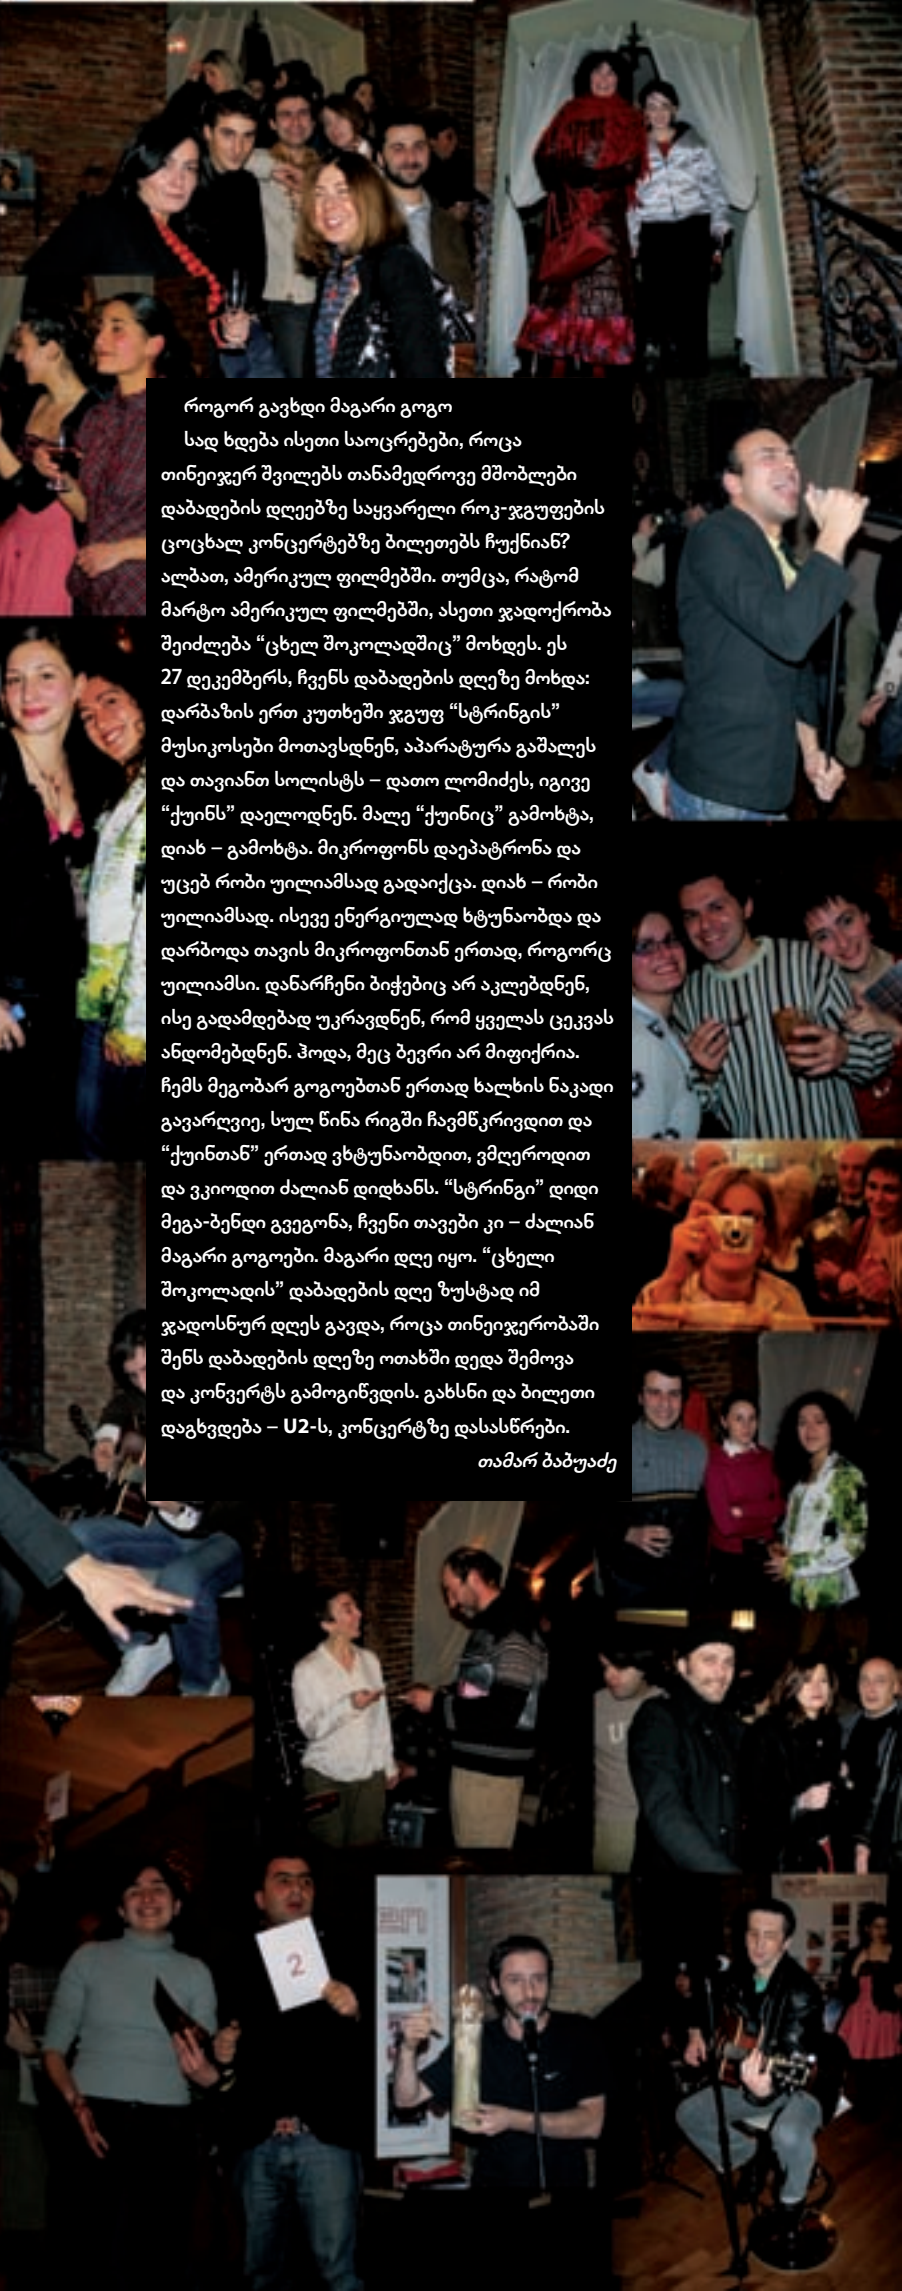 როგორ გავხდი მაგარი გოგო
სად ხდება ისეთი საოცრებები, როცა
თინეიჯერ შვილებს თანამედროვე მშობლები
დაბადების დღეებზე საყვარელი როკ-ჯგუფების
ცოცხალ კონცერტებზე ბილეთებს ჩუქნიან?
ალბათ, ამერიკულ ფილმებში. თუმცა, რატომ
მარტო ამერიკულ ფილმებში, ასეთი ჯადოქრობა
შეიძლება “ცხელ შოკოლადშიც” მოხდეს. ეს
27 დეკემბერს, ჩვენს დაბადების დღეზე მოხდა:
დარბაზის ერთ კუთხეში ჯგუფ “სტრინგის”
მუსიკოსები მოთავსდნენ, აპარატურა გაშალეს
და თავიანთ სოლისტს – დათო ლომიძეს, იგივე
“ქუინს” დაელოდნენ. მალე “ქუინიც” გამოხტა,
დიახ – გამოხტა. მიკროფონს დაეპატრონა და
უცებ რობი უილიამსად გადაიქცა. დიახ – რობი
უილიამსად. ისევე ენერგიულად ხტუნაობდა და
დარბოდა თავის მიკროფონთან ერთად, როგორც
უილიამსი. დანარჩენი ბიჭებიც არ აკლებდნენ,
ისე გადამდებად უკრავდნენ, რომ ყველას ცეკვას
ანდომებდნენ. ჰოდა, მეც ბევრი არ მიფიქრია.
ჩემს მეგობარ გოგოებთან ერთად ხალხის ნაკადი
გავარღვიე, სულ წინა რიგში ჩავმწკრივდით და
“ქუინთან” ერთად ვხტუნაობდით, ვმღეროდით
და ვკიოდით ძალიან დიდხანს. “სტრინგი” დიდი
მეგა-ბენდი გვეგონა, ჩვენი თავები კი – ძალიან
მაგარი გოგოები. მაგარი დღე იყო. “ცხელი
შოკოლადის” დაბადების დღე ზუსტად იმ
ჯადოსნურ დღეს გავდა, როცა თინეიჯერობაში
შენს დაბადების დღეზე ოთახში დედა შემოვა
და კონვერტს გამოგიწვდის. გახსნი და ბილეთი
დაგხვდება – U2-ს, კონცერტზე დასასწრები.
თამარ ბაბუაძე
2